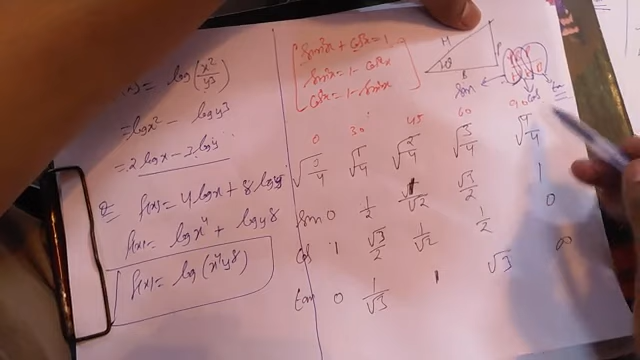 = log(x²/y³)
= log x² - log y3
= 2 log x - 3 log y
f(x) = 4 log x + 8 log y
f(x) = log x⁴ + log y8
f(x) = log (x⁴y8)
Sin²x + Cos²x = 1
Sin²x = 1 - Cos²x
Cos²x = 1 - Sin²x
H
P
B
Sin
Cos
0 30° 45 60 90
√1/4 √2/4 √3/4 √4/4
Sin 0 1/2 1/√2 √3/2 1
Cos 1 √3/2 1/√2 1/2 0
tan 0 1/√3 1 √3 ∞